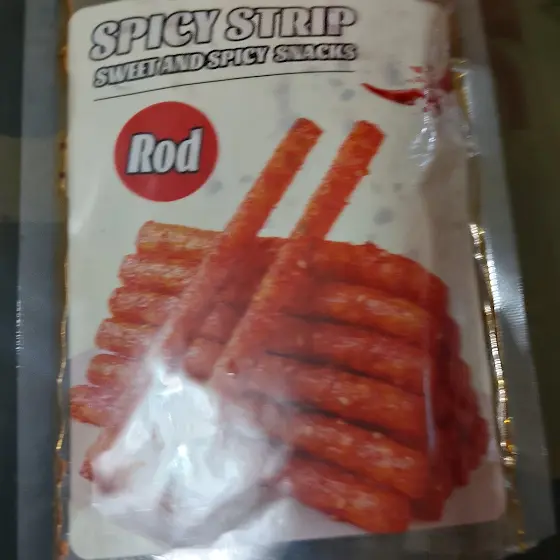 SPICY STRIP
SWEET AND SPICY SNACKS
Rod